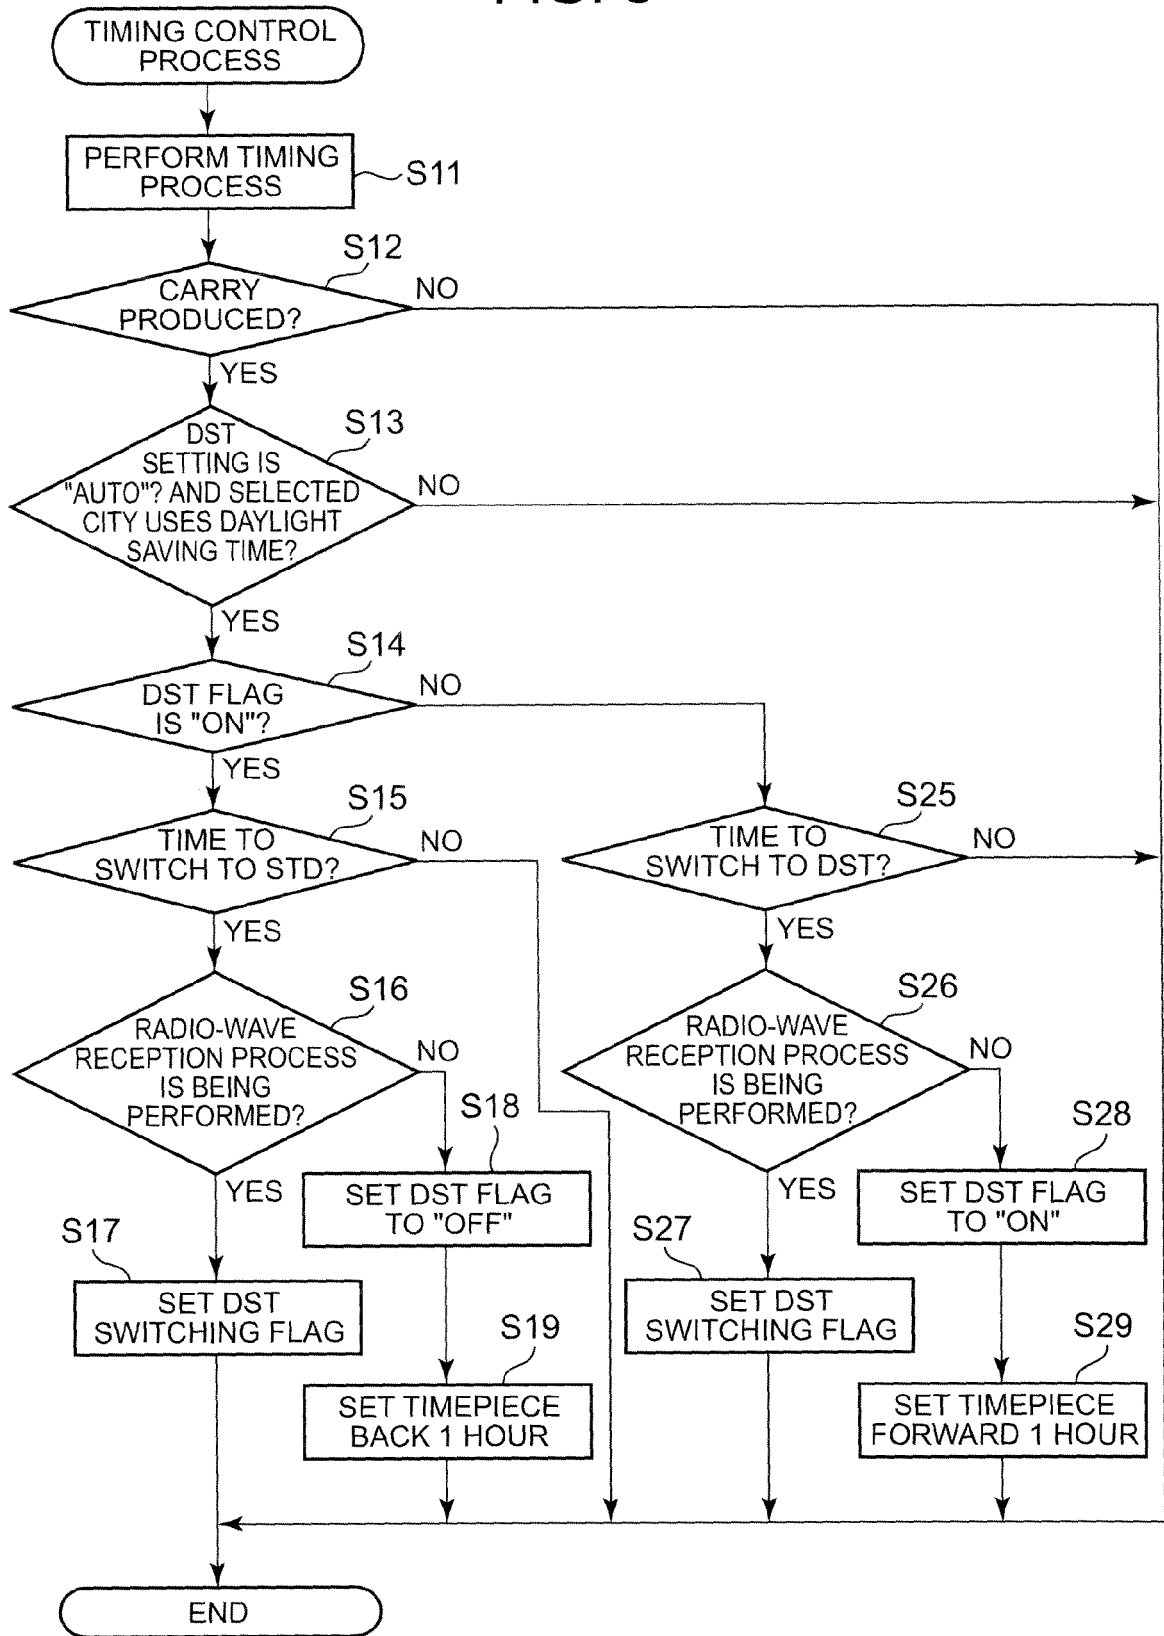 TIMING CONTROL
PROCESS
PERFORM TIMING
PROCESS
S11
S12
CARRY
PRODUCED?
NO
YES
S13
DST
SETTING IS
"AUTO"? AND SELECTED
CITY USES DAYLIGHT
SAVING TIME?
NO
YES
S14
DST FLAG
IS "ON"?
NO
YES
S15
TIME TO
SWITCH TO STD?
NO
YES
S25
TIME TO
SWITCH TO DST?
NO
YES
S16
RADIO-WAVE
RECEPTION PROCESS
IS BEING
PERFORMED?
NO
YES
S26
RADIO-WAVE
RECEPTION PROCESS
IS BEING
PERFORMED?
NO
YES
S18
SET DST FLAG
TO "OFF"
S28
SET DST FLAG
TO "ON"
S17
SET DST
SWITCHING FLAG
S27
SET DST
SWITCHING FLAG
S19
SET TIMEPIECE
BACK 1 HOUR
S29
SET TIMEPIECE
FORWARD 1 HOUR
END